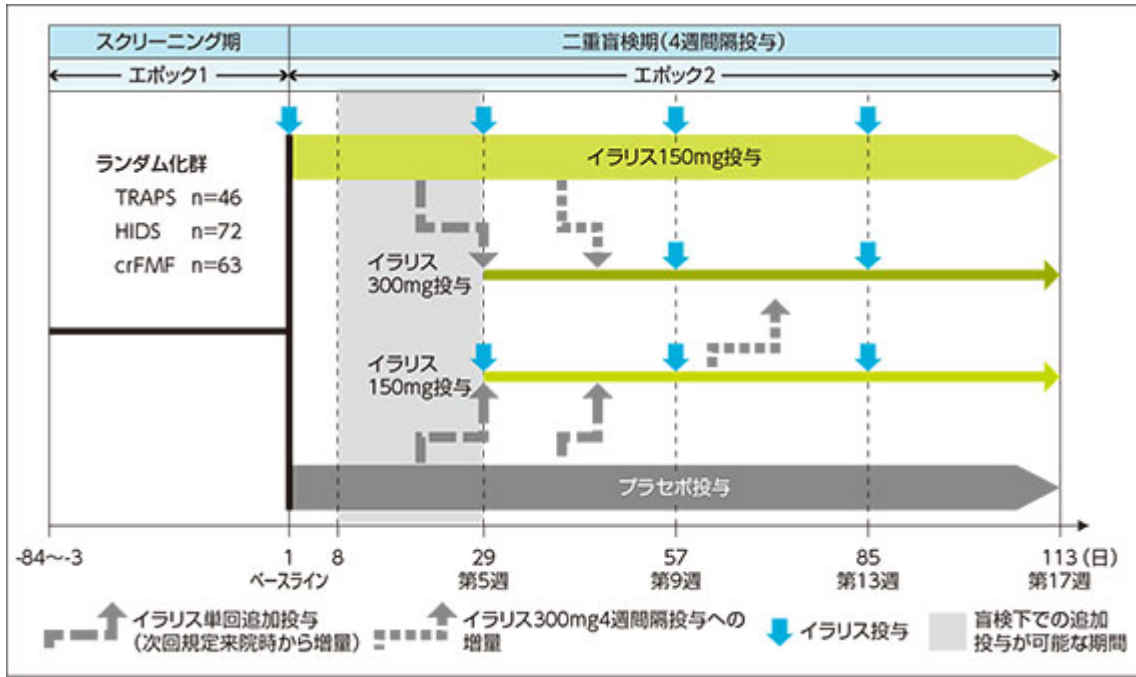 スクリーニング期
二重盲検期(4週間隔投与)
エポック1
エポック2
イラリス150mg投与
ランダム化群
TRAPS n=46
HIDS n=72
crFMF n=63
イラリス
300mg投与
イラリス
150mg投与
プラセボ投与
-84〜-3
1
8
29
57
85
113 (日)
ベースライン
第5週
第9週
第13週
第17週
イラリス単回追加投与
(次回規定来院時から増量)
イラリス300mg4週間隔投与への
増量
イラリス投与
盲検下での追加
投与が可能な期間